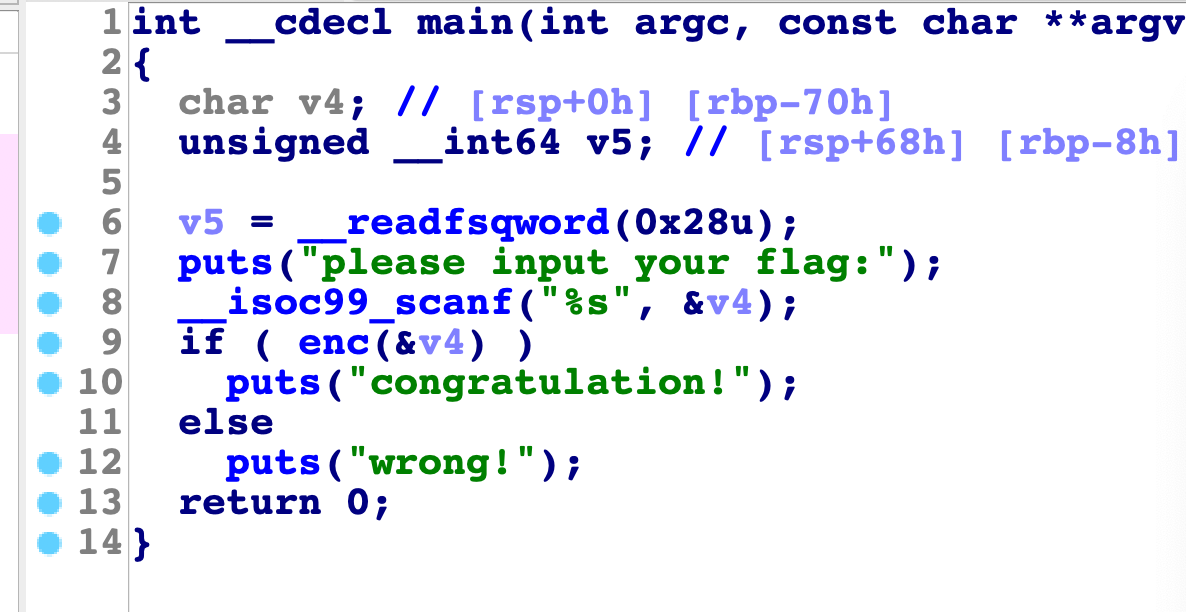 1 int __cdecl main(int argc, const char **argv
2 {
3 char v4; // [rsp+0h] [rbp-70h]
4 unsigned __int64 v5; // [rsp+68h] [rbp-8h]
5
6 v5 = __readfsqword(0x28u);
7 puts("please input your flag:");
8 __isoc99_scanf("%s", &v4);
9 if ( enc(&v4) )
10 puts("congratulation!");
11 else
12 puts("wrong!");
13 return 0;
14 }